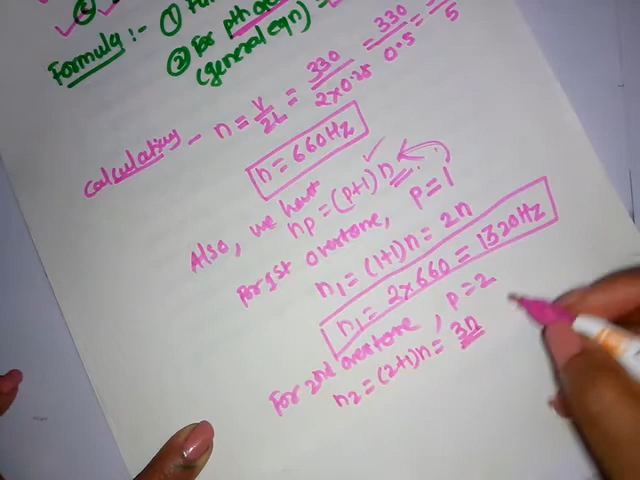 Formula :- ①
② For pth
(general eqn) =
Calculating - n = V/2L = 330/2×0.25 = 330/0.5 = /5
n = 660Hz
Also, we have
np = (p+1)n
For 1st overtone, p=1
n1 = (1+1)n = 2n
n1 = 2×660 = 1320Hz
For 2nd overtone, p=2
n2 = (2+1)n = 3n